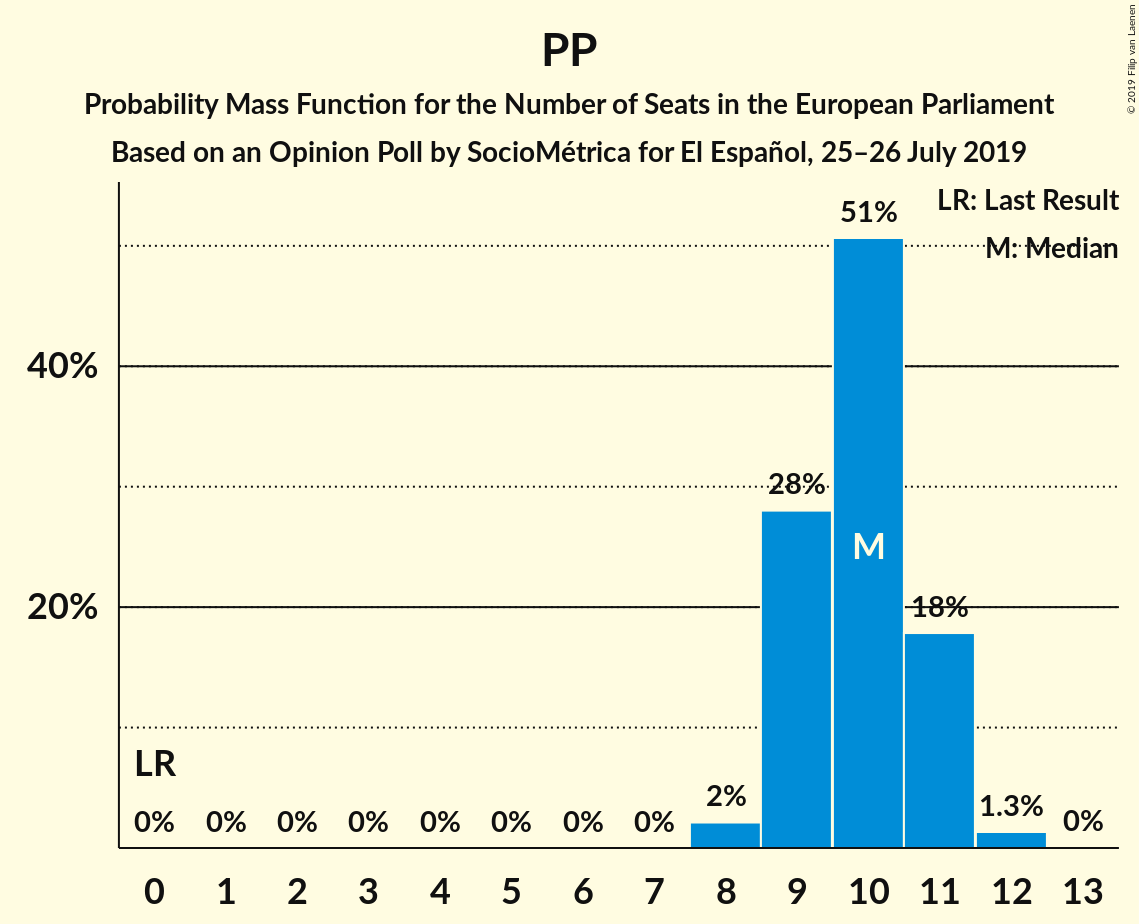 PP
Probability Mass Function for the Number of Seats in the European Parliament
Based on an Opinion Poll by SocioMétrica for El Español, 25–26 July 2019
© 2019 Filip van Laenen
LR: Last Result
M: Median
51%
40%
28%
M
20%
18%
LR
0% 0% 0% 0% 0% 0% 0% 0% 2% 1.3% 0%
0 1 2 3 4 5 6 7 8 9 10 11 12 13